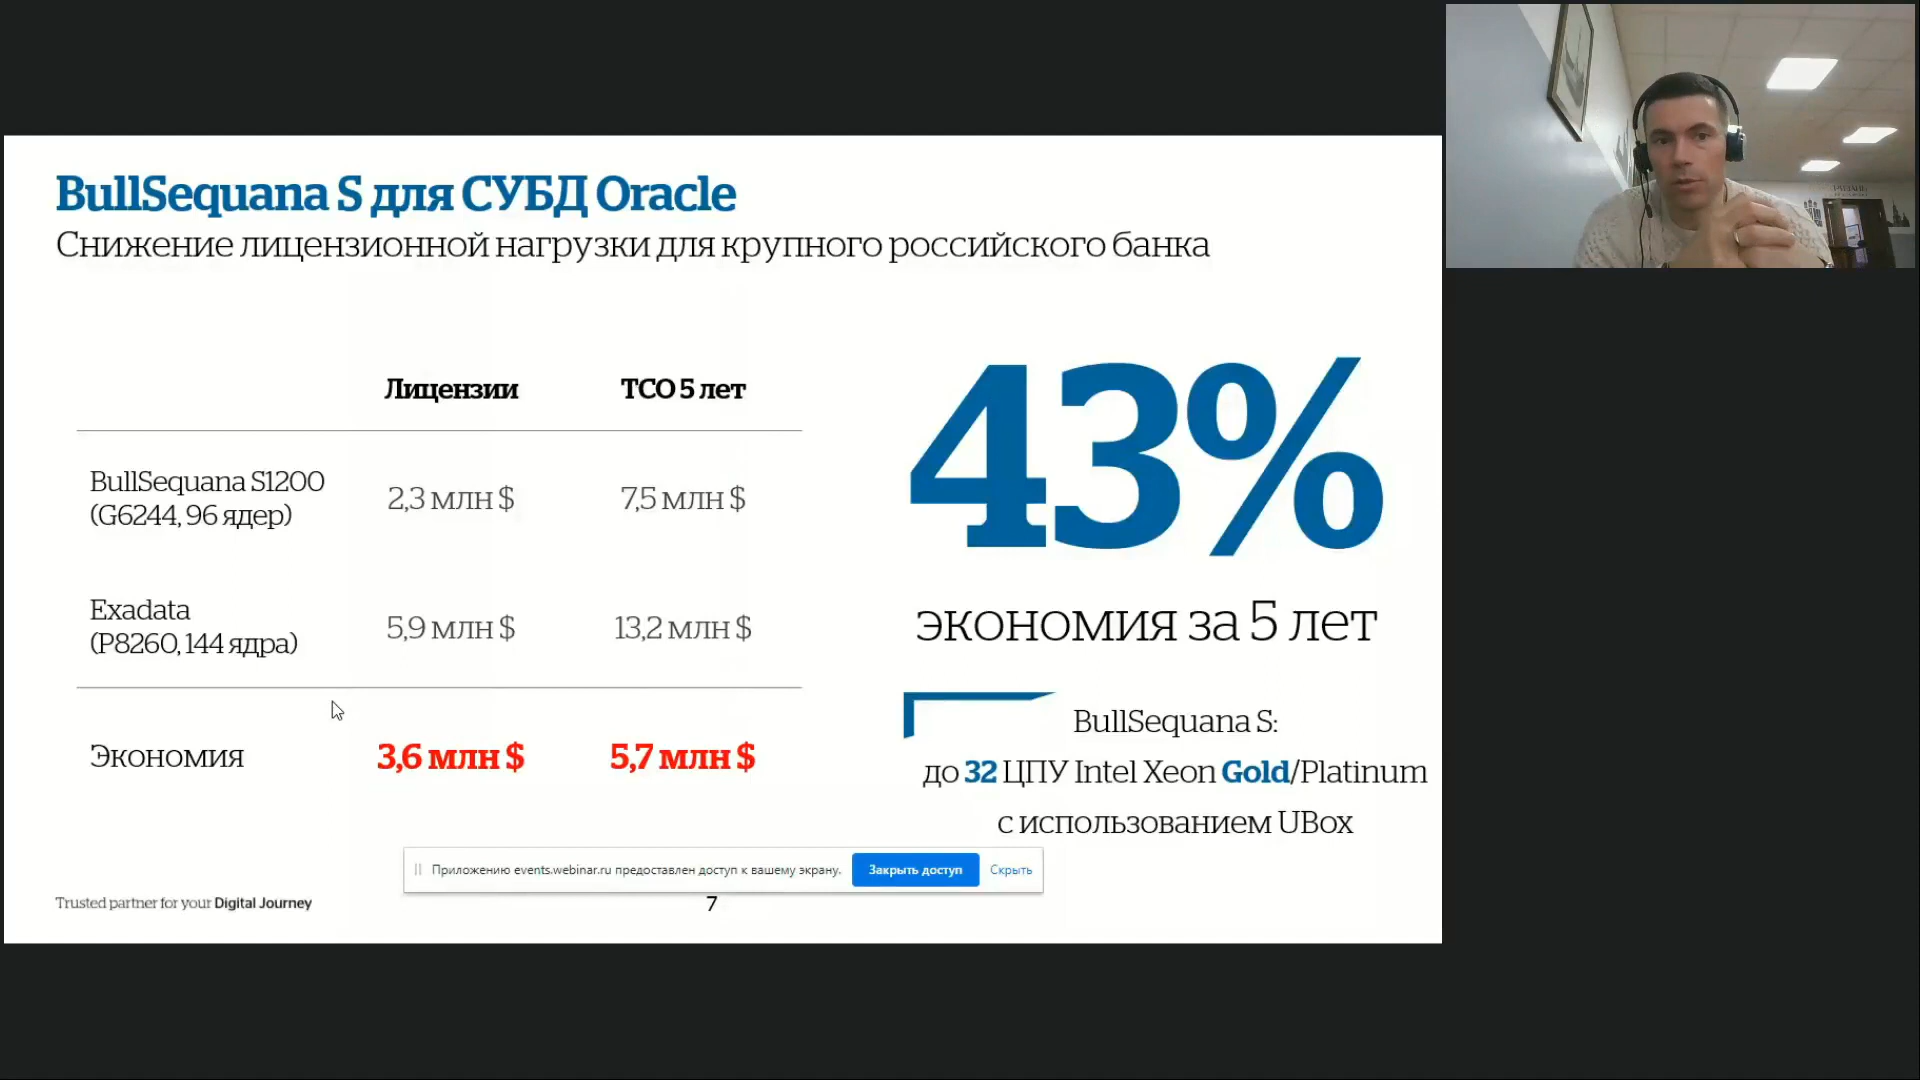 BullSequana S для СУБД Oracle
Снижение лицензионной нагрузки для крупного российского банка
Лицензии TCO 5 лет
BullSequana S1200
(G6244, 96 ядер)
2,3 млн $ 7,5 млн $
Exadata
(P8260, 144 ядра)
5,9 млн $ 13,2 млн $
Экономия 3,6 млн $ 5,7 млн $
43%
экономия за 5 лет
BullSequana S:
до 32 ЦПУ Intel Xeon Gold/Platinum
с использованием UBox
Приложению events.webinar.ru предоставлен доступ к вашему экрану. Закрыть доступ Скрыть
Trusted partner for your Digital Journey
7